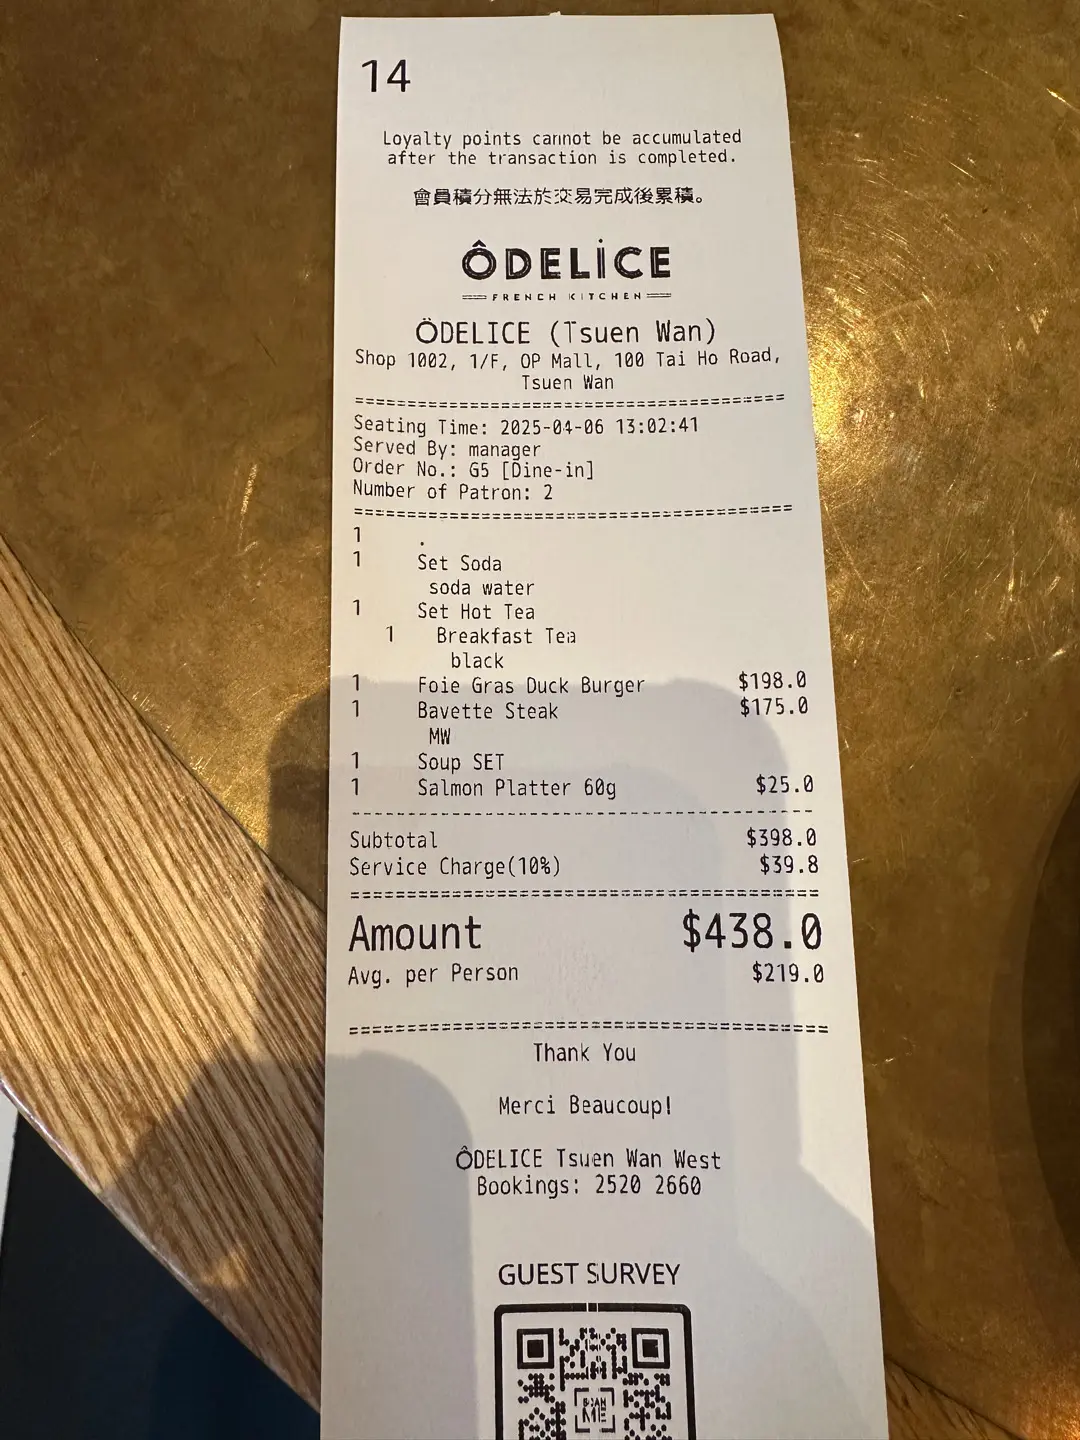 14
Loyalty points cannot be accumulated
after the transaction is completed.
會員積分無法於交易完成後累積。
ÔDELİCE
FRENCH KITCHEN
ÔDELICE (Tsuen Wan)
Shop 1002, 1/F, OP Mall, 100 Tai Ho Road,
Tsuen Wan
Seating Time: 2025-04-06 13:02:41
Served By: manager
Order No.: G5 [Dine-in]
Number of Patron: 2
1 .
1 Set Soda
soda water
1 Set Hot Tea
1 Breakfast Tea
black
1 Foie Gras Duck Burger $198.0
1 Bavette Steak $175.0
MW
1 Soup SET
1 Salmon Platter 60g $25.0
Subtotal $398.0
Service Charge(10%) $39.8
Amount $438.0
Avg. per Person $219.0
Thank You
Merci Beaucoup!
ÔDELICE Tsuen Wan West
Bookings: 2520 2660
GUEST SURVEY
SCAN
ME